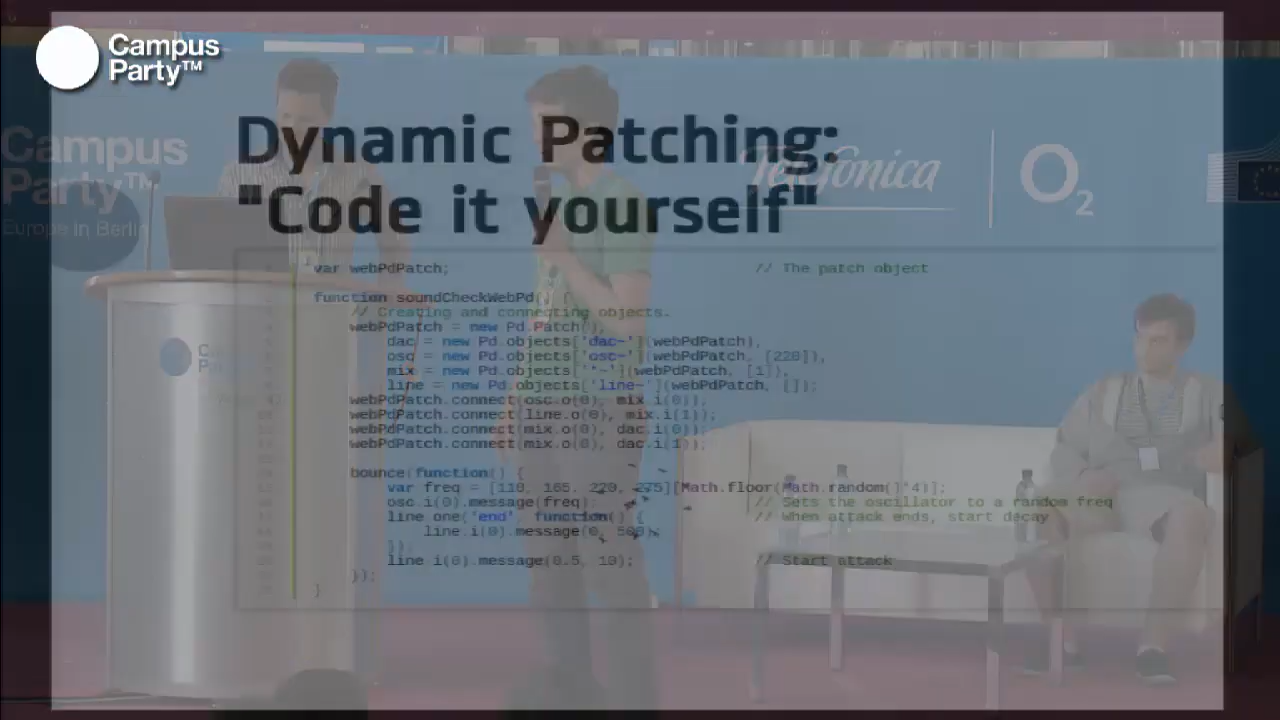 Campus
Party™
Campus
Party™
Europe in Berlin
Telefónica
O2
Dynamic Patching:
"Code it yourself"
var webPdPatch; // The patch object
function soundCheckWebPd() {
// Creating and connecting objects.
webPdPatch = new Pd.Patch(),
dac = new Pd.objects['dac~'](webPdPatch),
osc = new Pd.objects['osc~'](webPdPatch, [220]),
mix = new Pd.objects['*~'](webPdPatch, [1]),
line = new Pd.objects['line~'](webPdPatch, []);
webPdPatch.connect(osc.o(0), mix.i(0));
webPdPatch.connect(line.o(0), mix.i(1));
webPdPatch.connect(mix.o(0), dac.i(0));
webPdPatch.connect(mix.o(0), dac.i(1));
bounce(function() {
var freq = [110, 165, 220, 275][Math.floor(Math.random()*4)];
osc.i(0).message(freq); // Sets the oscillator to a random freq
line.one('end', function() { // When attack ends, start decay
line.i(0).message(0, 500);
});
line.i(0).message(0.5, 10); // Start attack
});
}